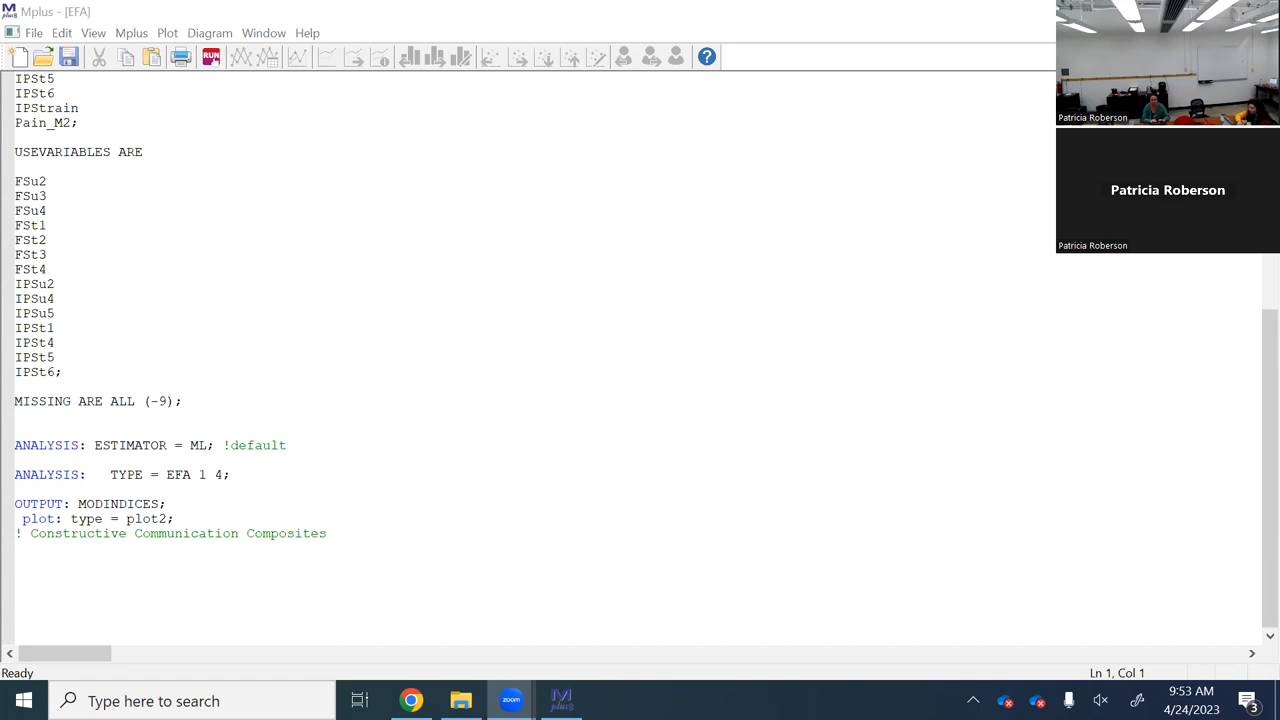 Mplus - [EFA]
File Edit View Mplus Plot Diagram Window Help
RUN
IPSt5
IPSt6
IPStrain
Pain_M2;
USEVARIABLES ARE
FSu2
FSu3
FSu4
FSt1
FSt2
FSt3
FSt4
IPSu2
IPSu4
IPSu5
IPSt1
IPSt4
IPSt5
IPSt6;
MISSING ARE ALL (-9);
ANALYSIS: ESTIMATOR = ML; !default
ANALYSIS: TYPE = EFA 1 4;
OUTPUT: MODINDICES;
plot: type = plot2;
! Constructive Communication Composites
Patricia Roberson
Patricia Roberson
Patricia Roberson
Ready
Ln 1, Col 1
Type here to search
zoom
9:53 AM
4/24/2023
3